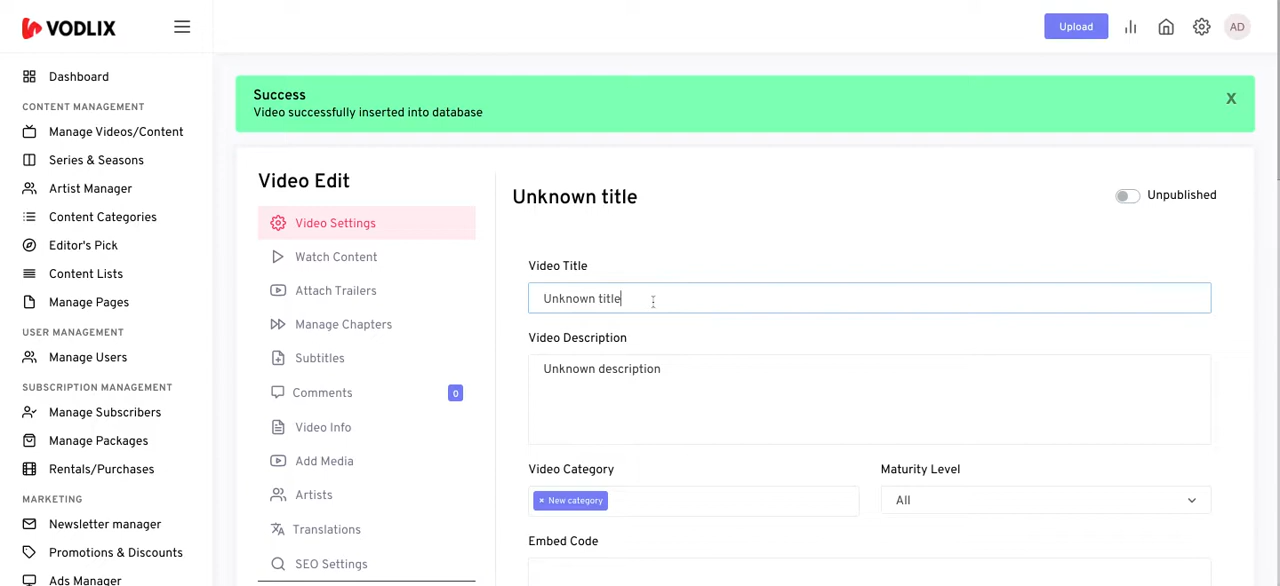 VODLIX
Upload
AD
Dashboard
CONTENT MANAGEMENT
Manage Videos/Content
Series & Seasons
Artist Manager
Content Categories
Editor's Pick
Content Lists
Manage Pages
USER MANAGEMENT
Manage Users
SUBSCRIPTION MANAGEMENT
Manage Subscribers
Manage Packages
Rentals/Purchases
MARKETING
Newsletter manager
Promotions & Discounts
Ads Manager
Success
X
Video successfully inserted into database
Video Edit
Video Settings
Watch Content
Attach Trailers
Manage Chapters
Subtitles
Comments
0
Video Info
Add Media
Artists
Translations
SEO Settings
Unknown title
Unpublished
Video Title
Unknown title
Video Description
Unknown description
Video Category
Maturity Level
× New category
All
Embed Code